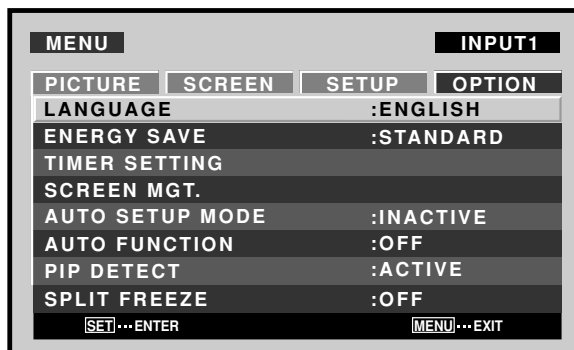 MENU INPUT1
PICTURE SCREEN SETUP OPTION
LANGUAGE :ENGLISH
ENERGY SAVE :STANDARD
TIMER SETTING
SCREEN MGT.
AUTO SETUP MODE :INACTIVE
AUTO FUNCTION :OFF
PIP DETECT :ACTIVE
SPLIT FREEZE :OFF
SET···ENTER MENU···EXIT